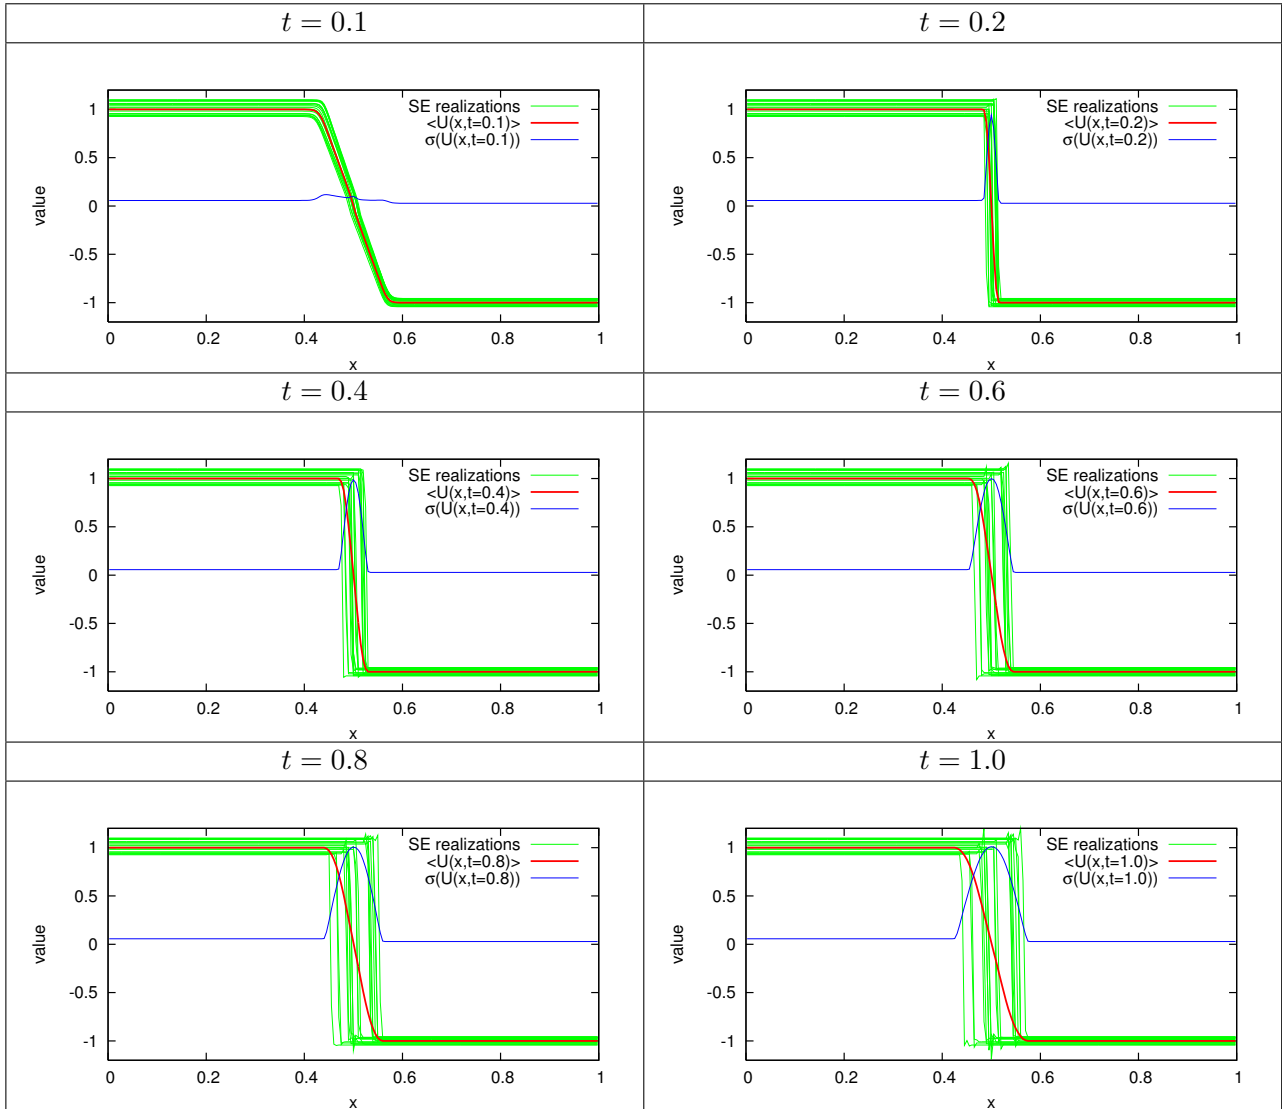 t = 0.1
t = 0.2
SE realizations
<U(x,t=0.1)>
σ(U(x,t=0.1))
value
1
0.5
0
-0.5
-1
0 0.2 0.4 0.6 0.8 1
x
SE realizations
<U(x,t=0.2)>
σ(U(x,t=0.2))
value
1
0.5
0
-0.5
-1
0 0.2 0.4 0.6 0.8 1
x
t = 0.4
t = 0.6
SE realizations
<U(x,t=0.4)>
σ(U(x,t=0.4))
value
1
0.5
0
-0.5
-1
0 0.2 0.4 0.6 0.8 1
x
SE realizations
<U(x,t=0.6)>
σ(U(x,t=0.6))
value
1
0.5
0
-0.5
-1
0 0.2 0.4 0.6 0.8 1
x
t = 0.8
t = 1.0
SE realizations
<U(x,t=0.8)>
σ(U(x,t=0.8))
value
1
0.5
0
-0.5
-1
0 0.2 0.4 0.6 0.8 1
x
SE realizations
<U(x,t=1.0)>
σ(U(x,t=1.0))
value
1
0.5
0
-0.5
-1
0 0.2 0.4 0.6 0.8 1
x